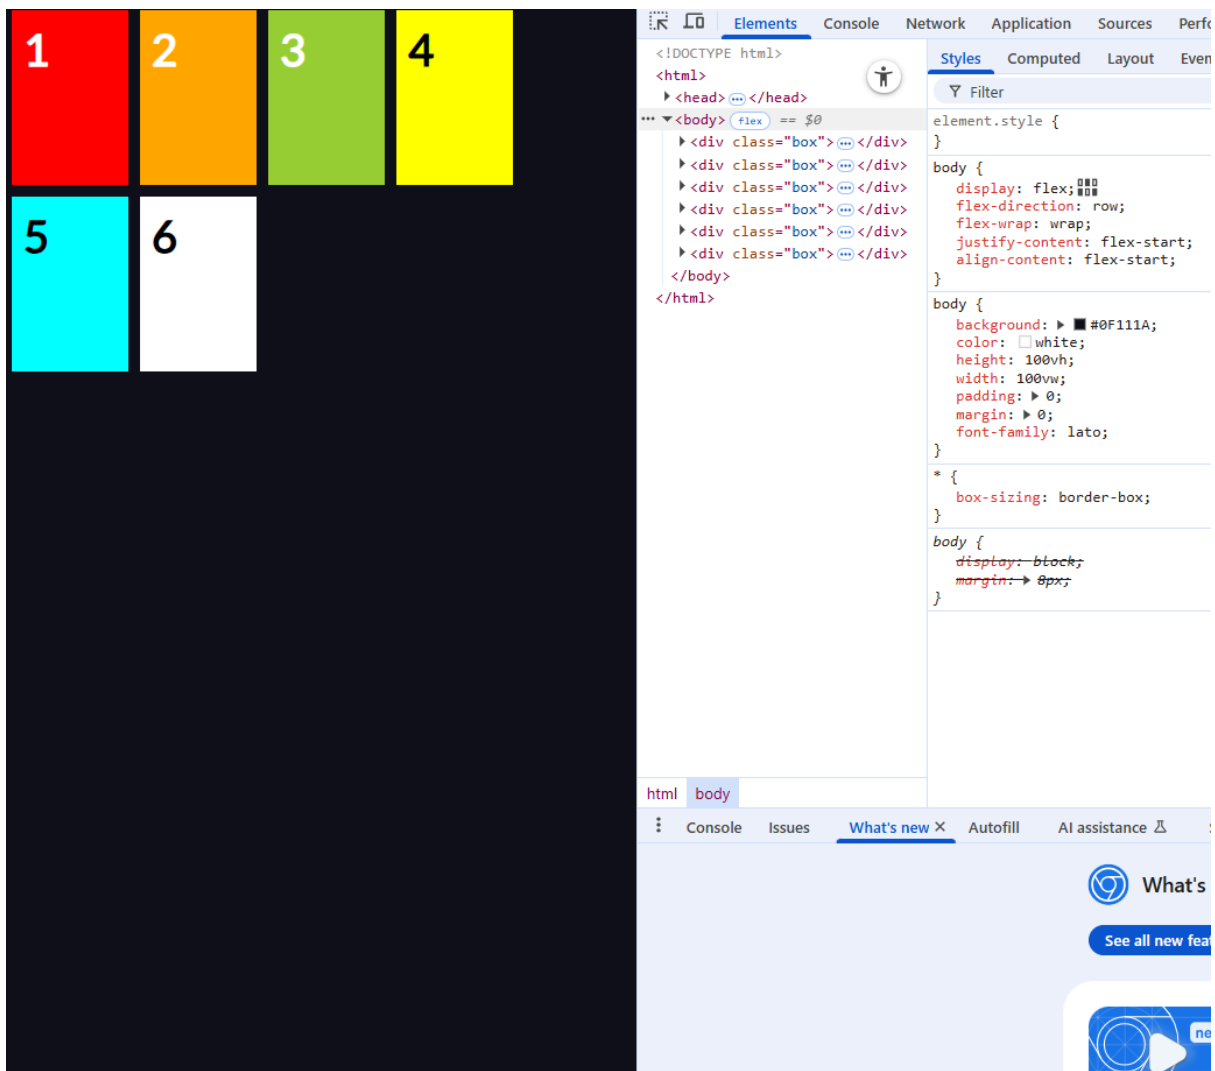 1 2 3 4
5 6
Elements Console Network Application Sources Perfo
<!DOCTYPE html>
<html>
<head> ••• </head>
••• <body> flex == $0
<div class="box"> ••• </div>
<div class="box"> ••• </div>
<div class="box"> ••• </div>
<div class="box"> ••• </div>
<div class="box"> ••• </div>
<div class="box"> ••• </div>
</body>
</html>
html body
Styles Computed Layout Even
Filter
element.style {
}
body {
display: flex;
flex-direction: row;
flex-wrap: wrap;
justify-content: flex-start;
align-content: flex-start;
}
body {
background: #0F111A;
color: white;
height: 100vh;
width: 100vw;
padding: 0;
margin: 0;
font-family: lato;
}
* {
box-sizing: border-box;
}
body {
display: block;
margin: 8px;
}
Console Issues What's new × Autofill AI assistance
What's
See all new feat
ne